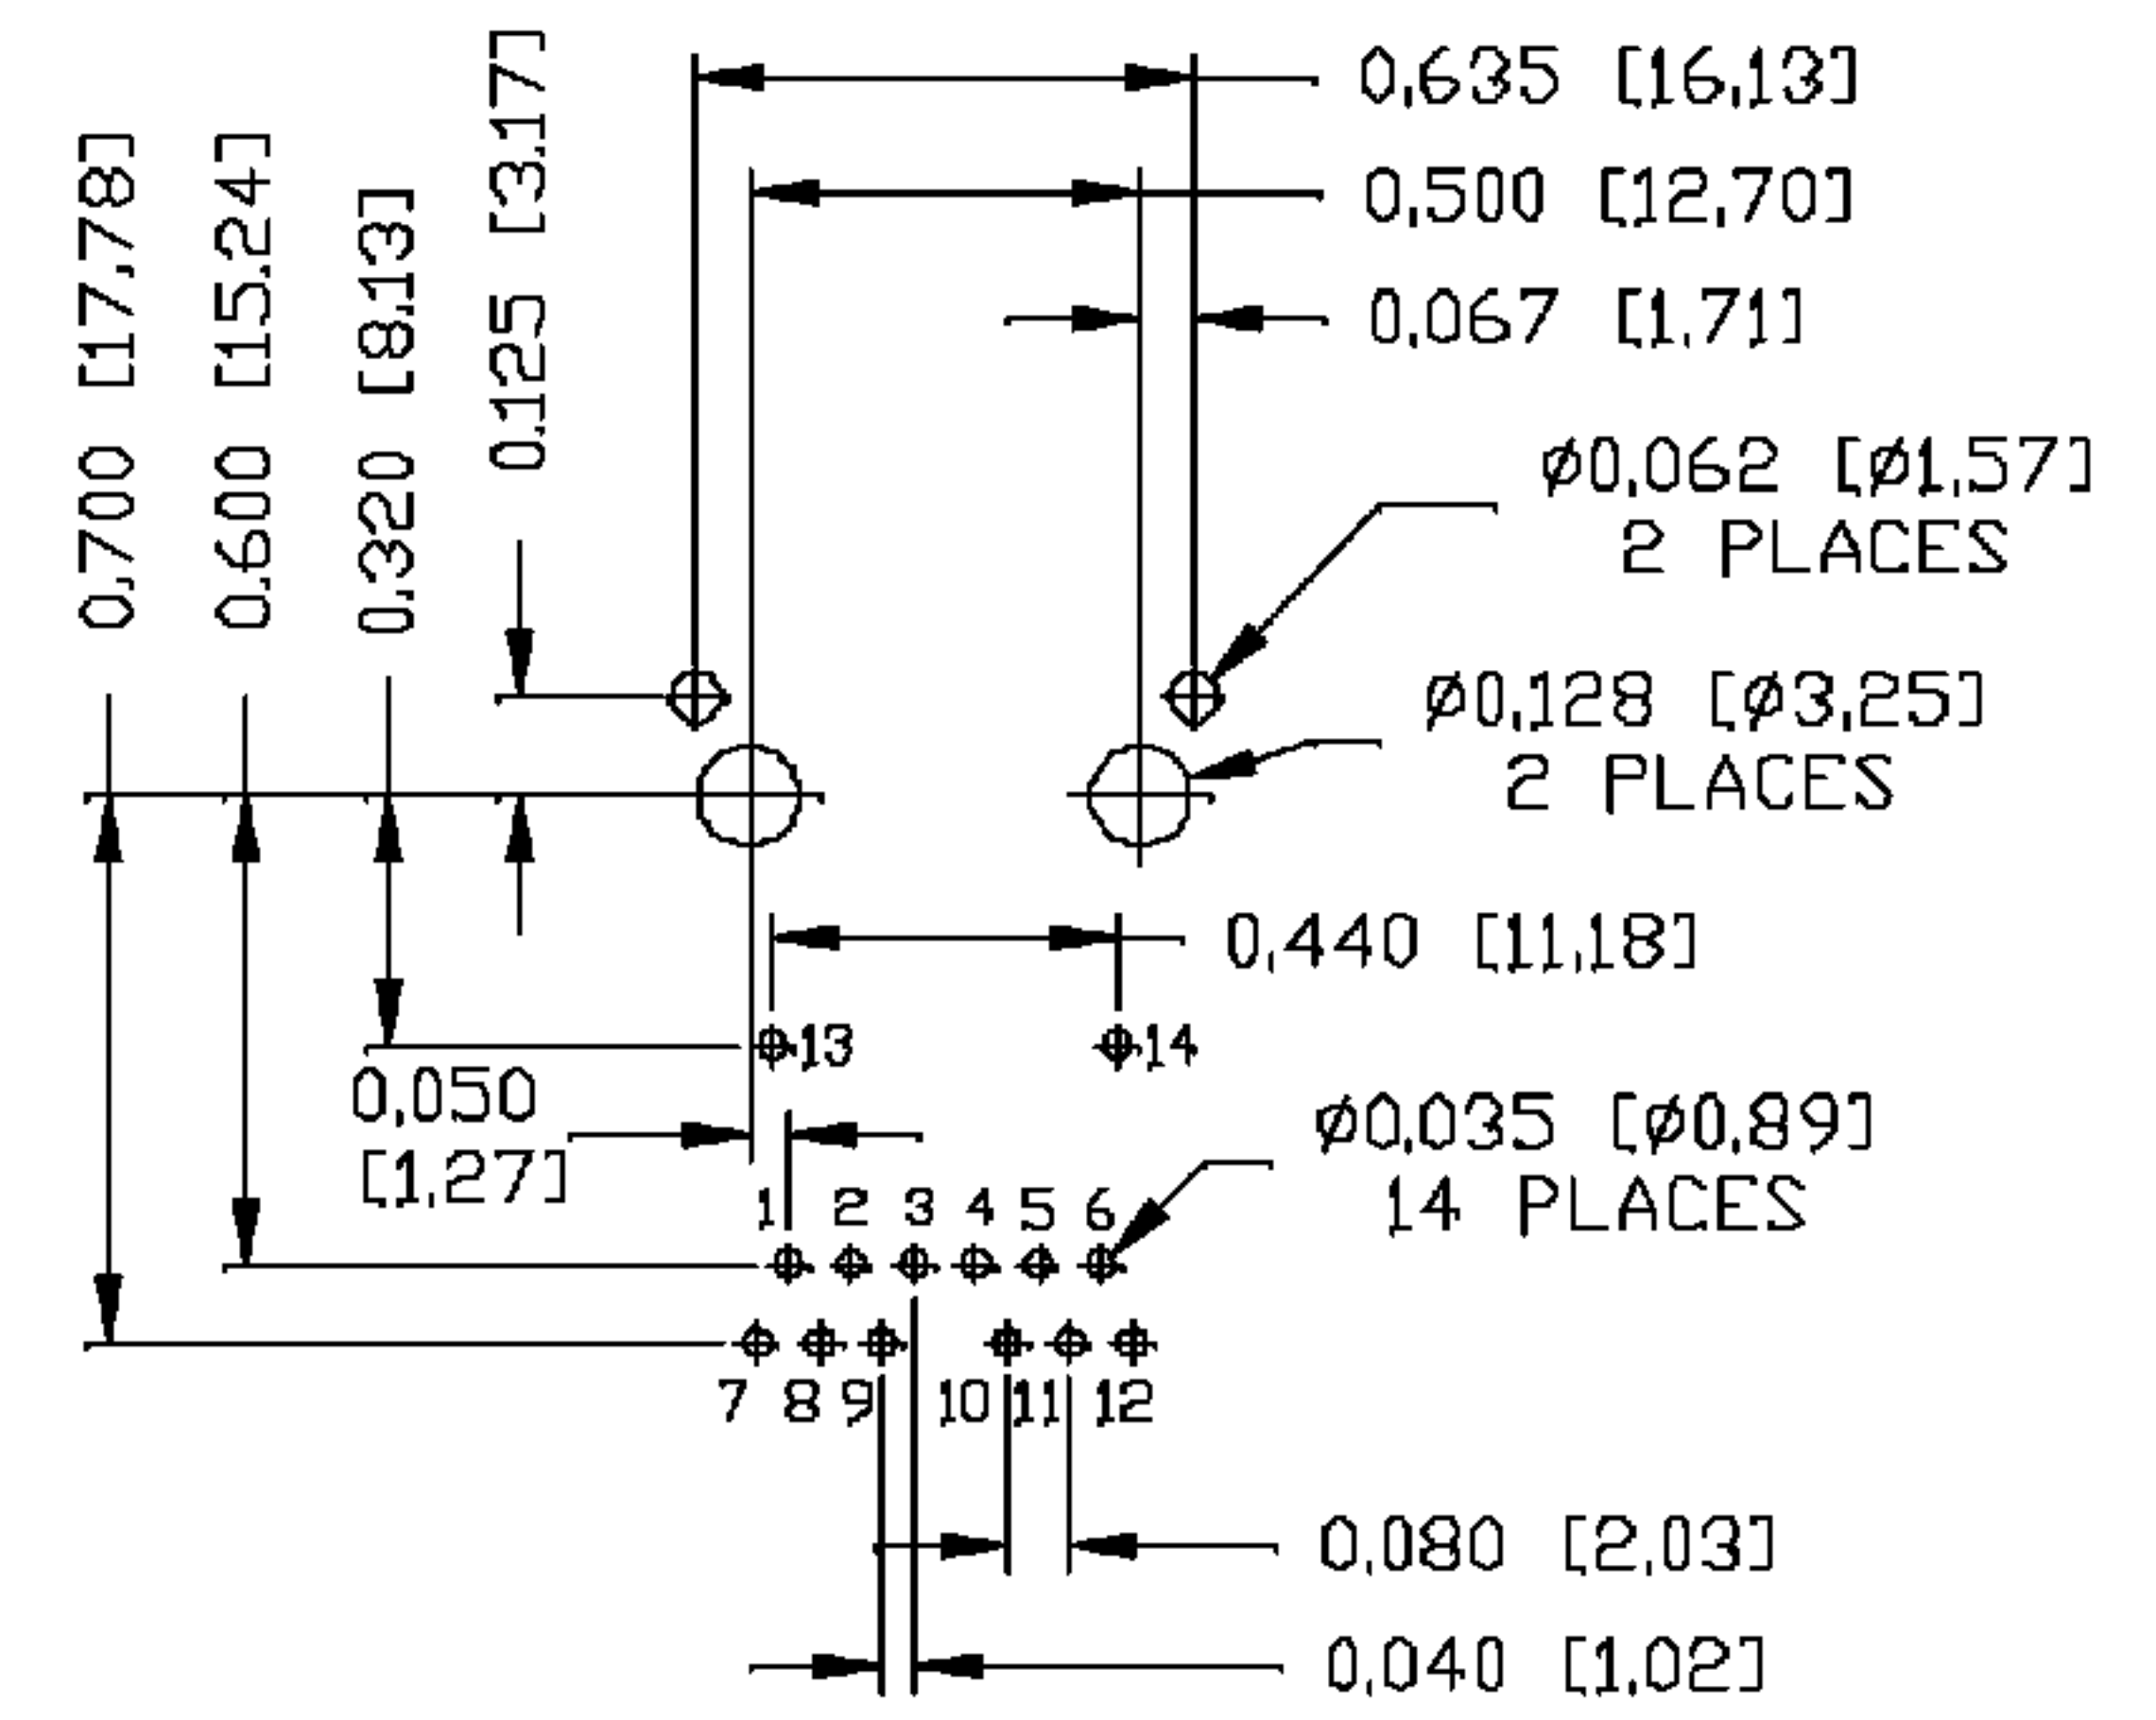 0,635 [16,13]
0,500 [12,70]
0,067 [1,71]
0,700 [17,78]
0,600 [15,24]
0,320 [8,13]
0,125 [3,17]
ø0,062 [ø1,57]
2 PLACES
ø0,128 [ø3,25]
2 PLACES
0,440 [11,18]
13 14
0,050
[1,27]
ø0,035 [ø0,89]
14 PLACES
1 2 3 4 5 6
7 8 9 10 11 12
0,080 [2,03]
0,040 [1,02]